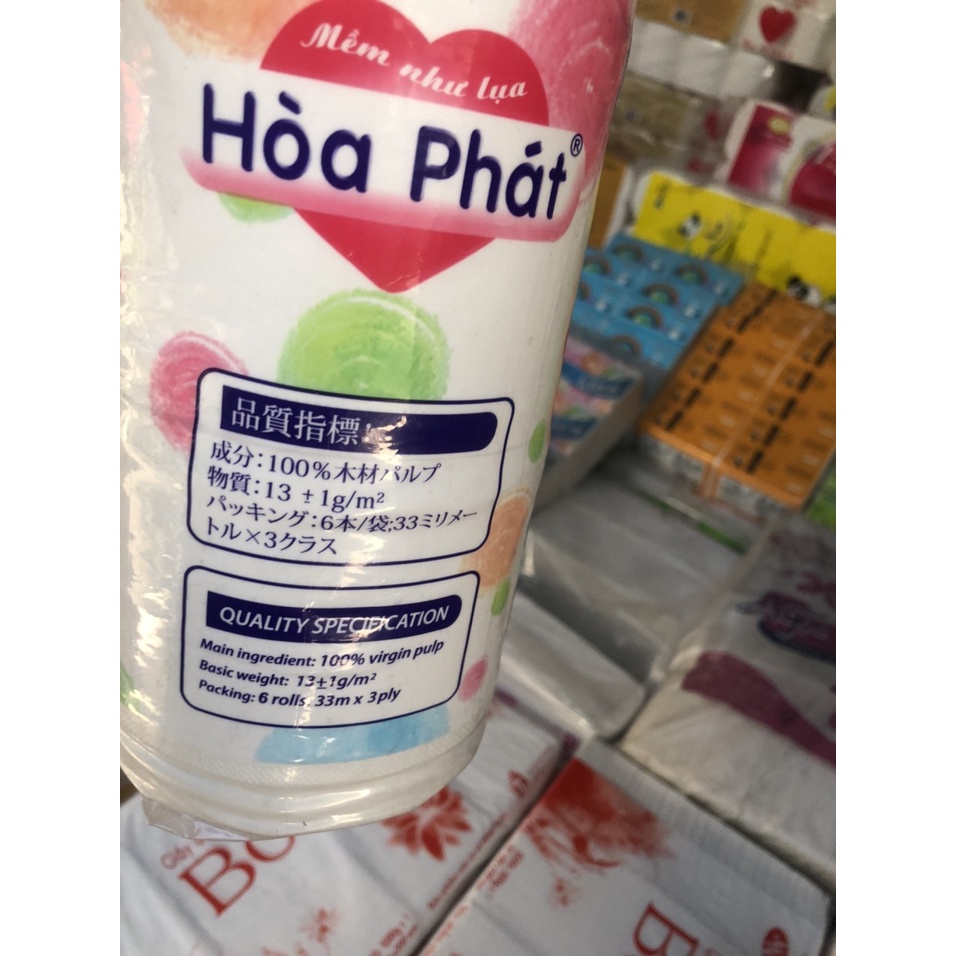 Mềm như lụa
Hòa Phát®
品質指標
成分:100%木材パルプ
物質:13 ±1g/m²
パッキング:6本/袋;33ミリメー
トル×3クラス
QUALITY SPECIFICATION
Main ingredient: 100% virgin pulp
Basic weight: 13±1g/m²
Packing: 6 rolls; 33m x 3ply